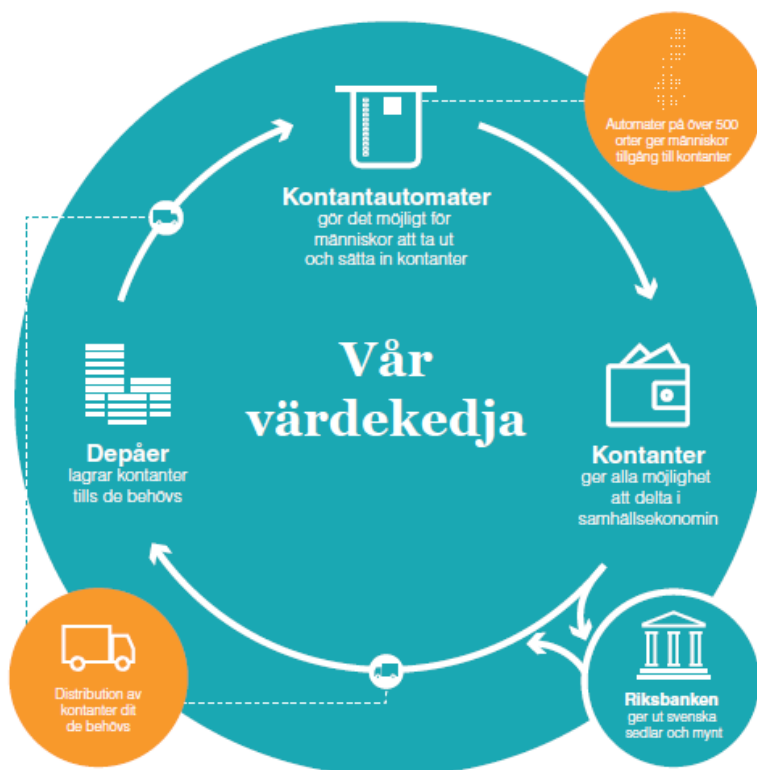 Automater på över 500
orter ger människor
tillgång till kontanter
Kontantautomater
gör det möjligt för
människor att ta ut
och sätta in kontanter
Vår
värdekedja
Depåer
lagrar kontanter
tills de behövs
Kontanter
ger alla möjlighet
att delta i
samhällsekonomin
Distribution av
kontanter dit
de behövs
Riksbanken
ger ut svenska
sedlar och mynt